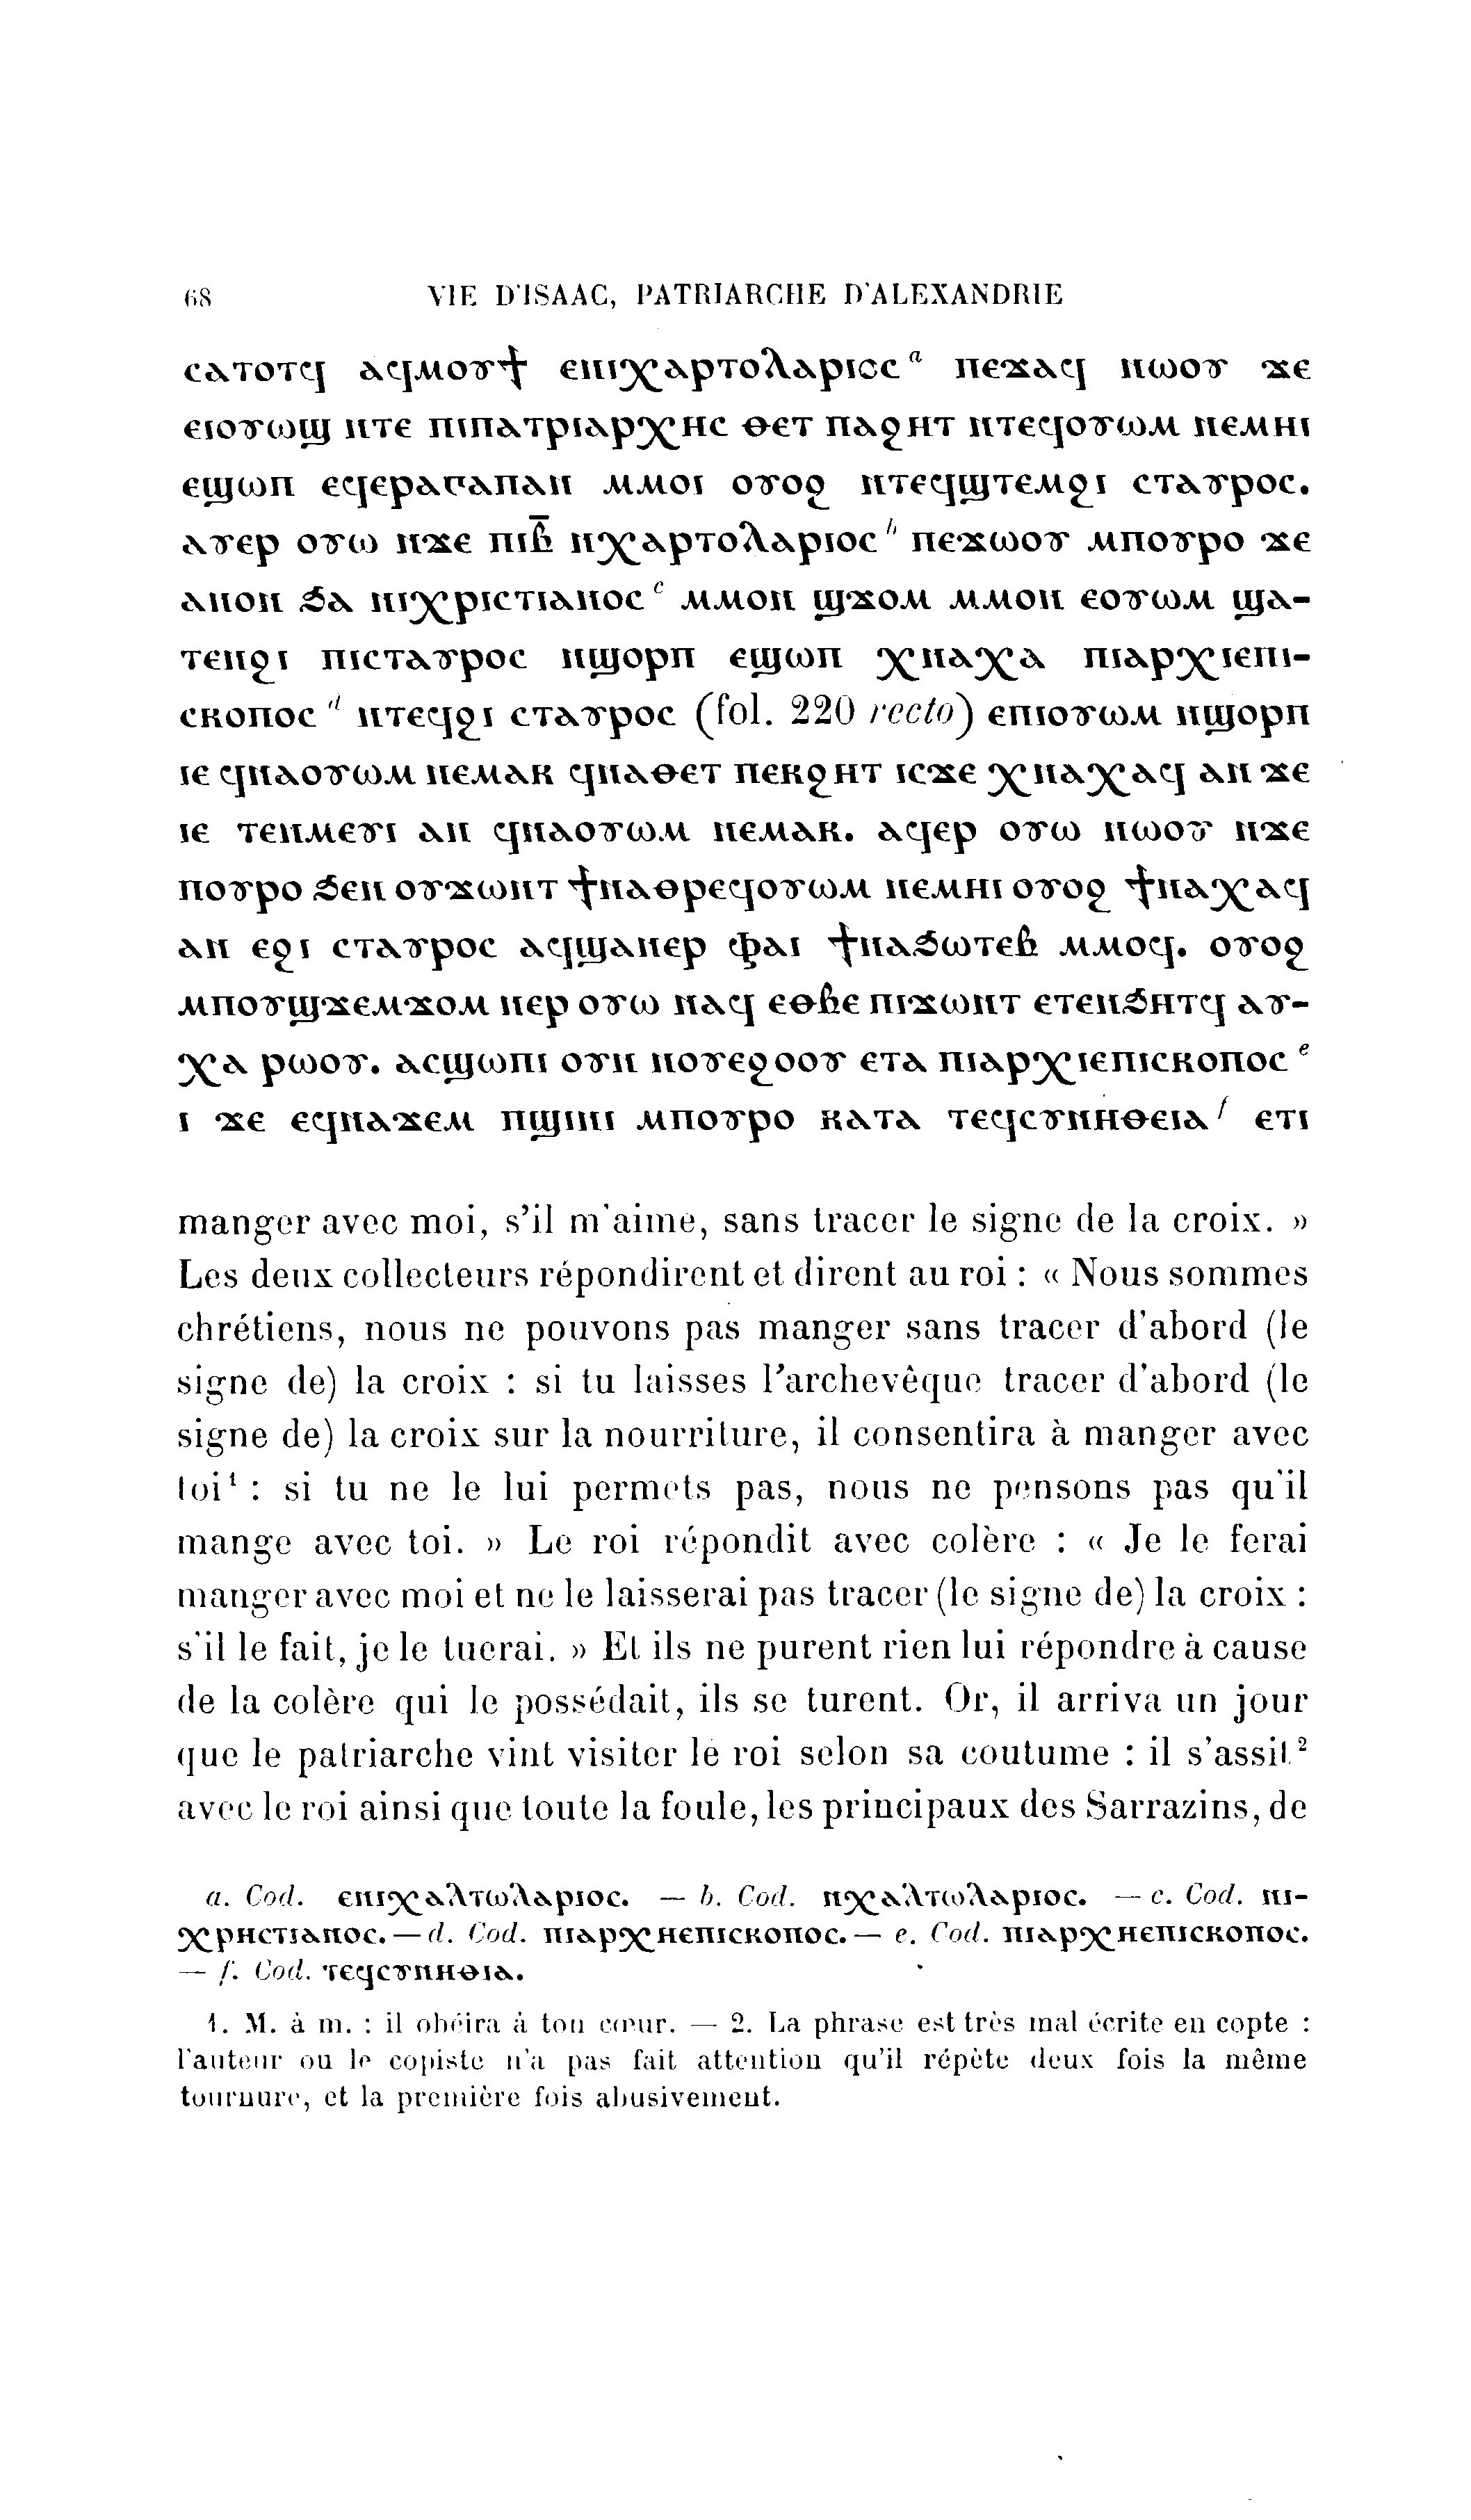 68 VIE D'ISAAC, PATRIARCHE D'ALEXANDRIE
ⲥⲁⲧⲟⲧϥ ⲁϥⲙⲟⲩϯ ⲉⲛⲓⲭⲁⲣⲧⲟⲗⲁⲣⲓⲟⲥ a ⲡⲉϫⲁϥ ⲛⲱⲟⲩ ϫⲉ
ⲉⲓⲟⲩⲱϣ ⲛⲧⲉ ⲡⲓⲡⲁⲧⲣⲓⲁⲣⲭⲏⲥ ⲑⲉⲧ ⲡⲁϩⲏⲧ ⲛⲧⲉϥⲟⲩⲱⲙ ⲛⲉⲙⲏⲓ
ⲉϣⲱⲡ ⲉϥⲉⲣⲁⲅⲁⲡⲁⲛ ⲙⲙⲟⲓ ⲟⲩⲟϩ ⲛⲧⲉϥϣⲧⲉⲙϩⲓ ⲥⲧⲁⲩⲣⲟⲥ.
ⲁⲩⲉⲣ ⲟⲩⲱ ⲛϫⲉ ⲡⲓⲃ̅ ⲛⲭⲁⲣⲧⲟⲗⲁⲣⲓⲟⲥ b ⲡⲉϫⲱⲟⲩ ⲙⲡⲟⲩⲣⲟ ϫⲉ
ⲁⲛⲟⲛ ϧⲁ ⲛⲓⲭⲣⲓⲥⲧⲓⲁⲛⲟⲥ c ⲙⲙⲟⲛ ϣϫⲟⲙ ⲙⲙⲟⲛ ⲉⲟⲩⲱⲙ ϣⲁ-
ⲧⲉⲛϩⲓ ⲡⲓⲥⲧⲁⲩⲣⲟⲥ ⲛϣⲟⲣⲡ ⲉϣⲱⲡ ⲭⲛⲁⲭⲁ ⲡⲓⲁⲣⲭⲓⲉⲡⲓ-
ⲥⲕⲟⲡⲟⲥ d ⲛⲧⲉϥϩⲓ ⲥⲧⲁⲩⲣⲟⲥ (fol. 220 recto) ⲉⲡⲓⲟⲩⲱⲙ ⲛϣⲟⲣⲡ
ⲓⲉ ϥⲛⲁⲟⲩⲱⲙ ⲛⲉⲙⲁⲕ ϥⲛⲁⲑⲉⲧ ⲡⲉⲕϩⲏⲧ ⲓⲥϫⲉ ⲭⲛⲁⲭⲁϥ ⲁⲛ ϫⲉ
ⲓⲉ ⲧⲉⲛⲙⲉⲩⲓ ⲁⲛ ϥⲛⲁⲟⲩⲱⲙ ⲛⲉⲙⲁⲕ. ⲁϥⲉⲣ ⲟⲩⲱ ⲛⲱⲟⲩ ⲛϫⲉ
ⲡⲟⲩⲣⲟ ϧⲉⲛ ⲟⲩϫⲱⲛⲧ ϯⲛⲁⲑⲣⲉϥⲟⲩⲱⲙ ⲛⲉⲙⲏⲓ ⲟⲩⲟϩ ϯⲛⲁⲭⲁϥ
ⲁⲛ ⲉϩⲓ ⲥⲧⲁⲩⲣⲟⲥ ⲁϥϣⲁⲛⲉⲣ ⲫⲁⲓ ϯⲛⲁϧⲱⲧⲉⲃ ⲙⲙⲟϥ. ⲟⲩⲟϩ
ⲙⲡⲟⲩϣϫⲉⲙϫⲟⲙ ⲛⲉⲣ ⲟⲩⲱ ⲛⲁϥ ⲉⲑⲃⲉ ⲡⲓϫⲱⲛⲧ ⲉⲧⲉⲛϧⲏⲧϥ ⲁⲩ-
ⲭⲁ ⲣⲱⲟⲩ. ⲁⲥϣⲱⲡⲓ ⲟⲩⲛ ⲛⲟⲩⲉϩⲟⲟⲩ ⲉⲧⲁ ⲡⲓⲁⲣⲭⲓⲉⲡⲓⲥⲕⲟⲡⲟⲥ e
ⲓ ϫⲉ ⲉϥⲛⲁϫⲉⲙ ⲡϣⲓⲛⲓ ⲙⲡⲟⲩⲣⲟ ⲕⲁⲧⲁ ⲧⲉϥⲥⲩⲛⲏⲑⲉⲓⲁ f ⲉⲧⲓ
manger avec moi, s'il m'aime, sans tracer le signe de la croix. »
Les deux collecteurs répondirent et dirent au roi : « Nous sommes
chrétiens, nous ne pouvons pas manger sans tracer d'abord (le
signe de) la croix : si tu laisses l'archevêque tracer d'abord (le
signe de) la croix sur la nourriture, il consentira à manger avec
toi¹ : si tu ne le lui permets pas, nous ne pensons pas qu'il
mange avec toi. » Le roi répondit avec colère : « Je le ferai
manger avec moi et ne le laisserai pas tracer (le signe de) la croix :
s'il le fait, je le tuerai. » Et ils ne purent rien lui répondre à cause
de la colère qui le possédait, ils se turent. Or, il arriva un jour
que le patriarche vint visiter le roi selon sa coutume : il s'assit²
avec le roi ainsi que toute la foule, les principaux des Sarrazins, de
a. Cod. ⲉⲛⲓⲭⲁⲗⲧⲱⲗⲁⲣⲓⲟⲥ. — b. Cod. ⲛⲭⲁⲗⲧⲱⲗⲁⲣⲓⲟⲥ. — c. Cod. ⲛⲓ-
ⲭⲣⲏⲥⲧⲓⲁⲛⲟⲥ. — d. Cod. ⲡⲓⲁⲣⲭⲏⲉⲡⲓⲥⲕⲟⲡⲟⲥ. — e. Cod. ⲡⲓⲁⲣⲭⲏⲉⲡⲓⲥⲕⲟⲡⲟⲥ.
— f. Cod. ⲧⲉϥⲥⲩⲛⲏⲑⲓⲁ.
1. M. à m. : il obéira à ton cœur. — 2. La phrase est très mal écrite en copte :
l'auteur ou le copiste n'a pas fait attention qu'il répète deux fois la même
tournure, et la première fois abusivement.